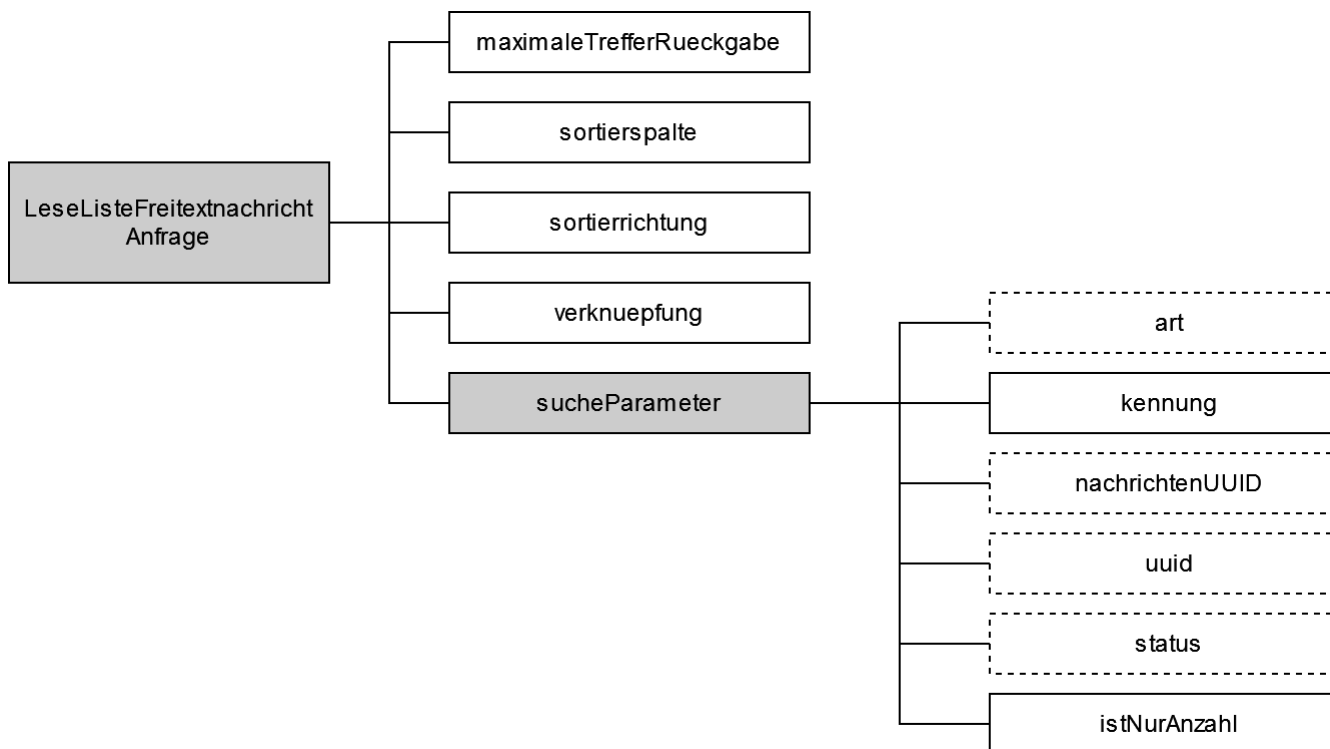 maximaleTrefferRueckgabe
sortierspalte
LeseListeFreitextnachricht
Anfrage
sortierrichtung
verknuepfung
sucheParameter
art
kennung
nachrichtenUUID
uuid
status
istNurAnzahl